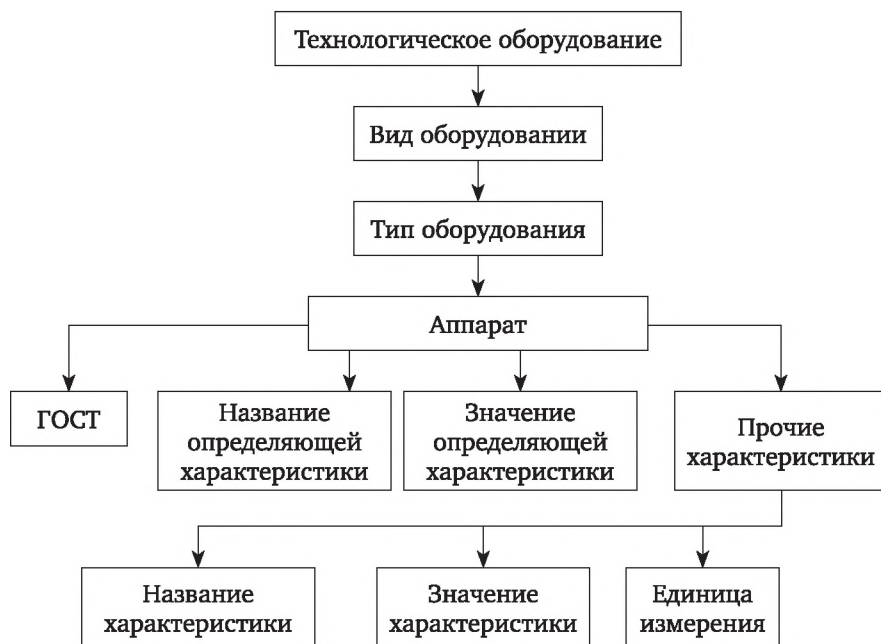 Технологическое оборудование
Вид оборудовании
Тип оборудования
Аппарат
ГОСТ
Название
определяющей
характеристики
Значение
определяющей
характеристики
Прочие
характеристики
Название
характеристики
Значение
характеристики
Единица
измерения